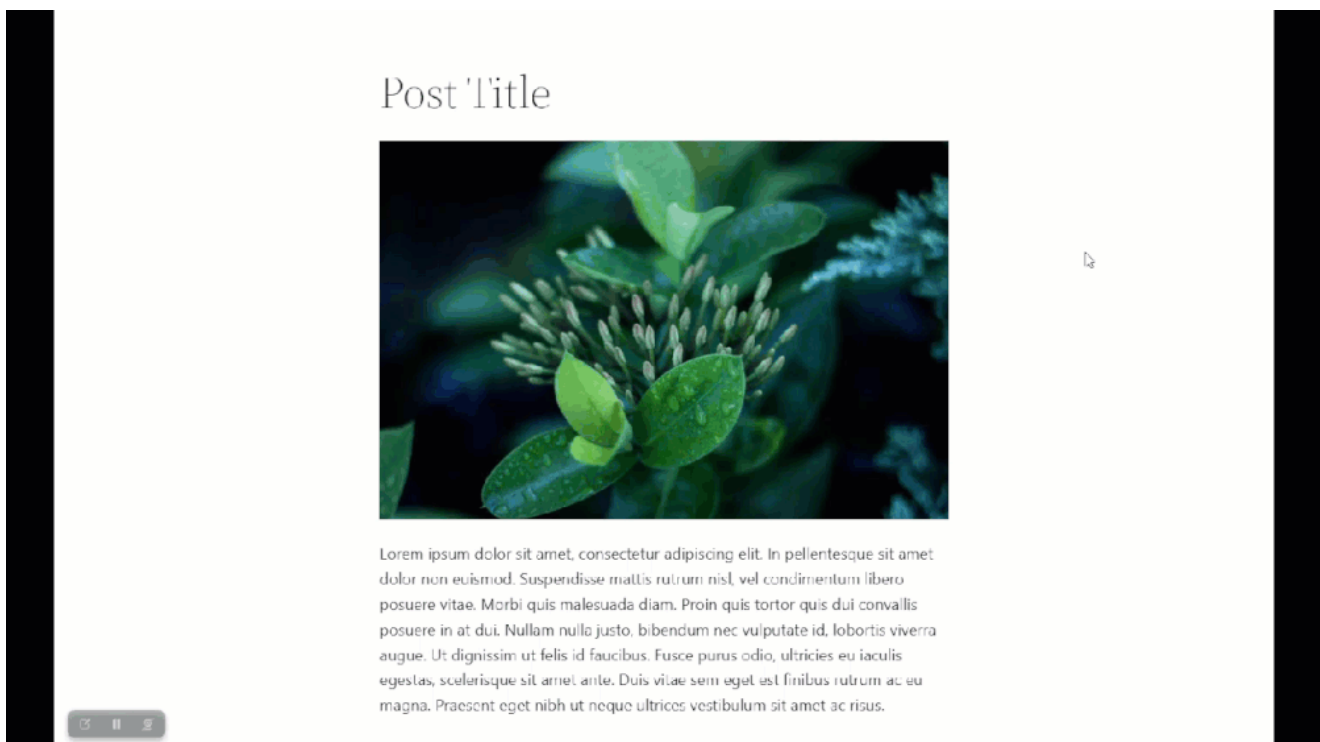 Post Title
Lorem ipsum dolor sit amet, consectetur adipiscing elit. In pellentesque sit amet
dolor non euismod. Suspendisse mattis rutrum nisl, vel condimentum libero
posuere vitae. Morbi quis malesuada diam. Proin quis tortor quis dui convallis
posuere in at dui. Nullam nulla justo, bibendum nec vulputate id, lobortis viverra
augue. Ut dignissim ut felis id faucibus. Fusce purus odio, ultricies eu iaculis
egestas, scelerisque sit amet ante. Duis vitae sem eget est finibus rutrum ac eu
magna. Praesent eget nibh ut neque ultrices vestibulum sit amet ac risus.